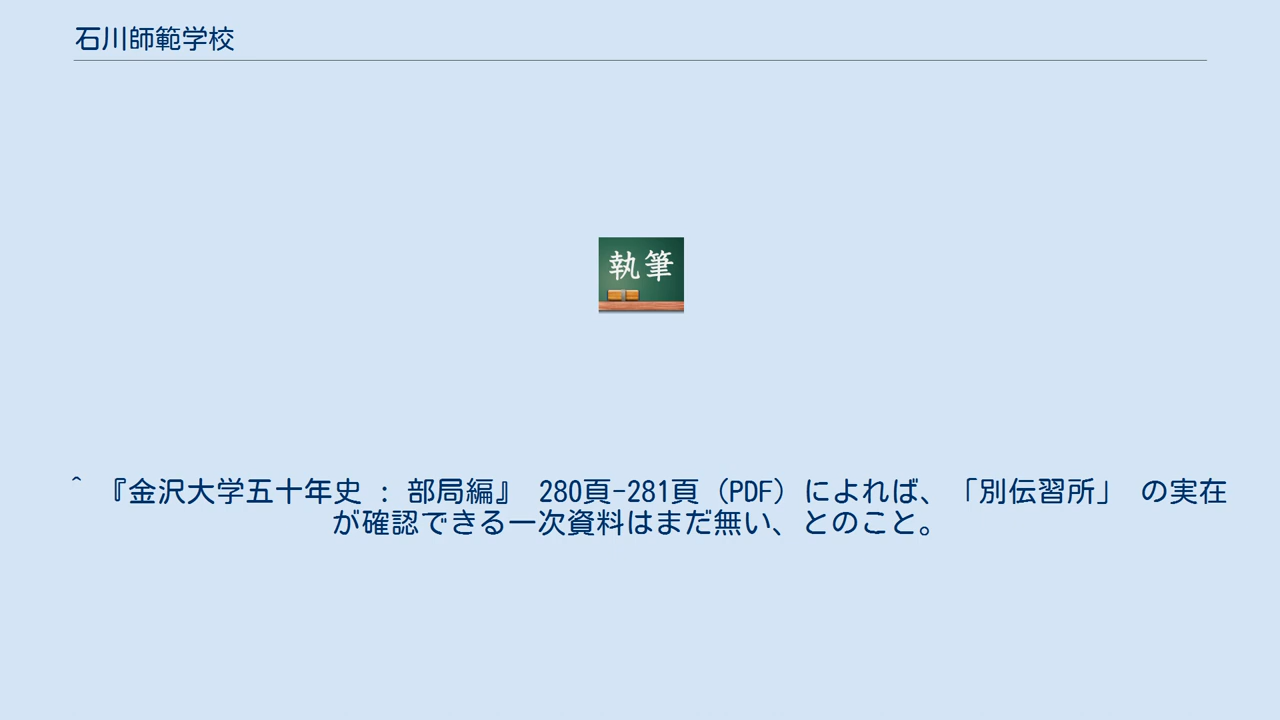 石川師範学校
執筆
^ 『金沢大学五十年史 : 部局編』 280頁-281頁（PDF）によれば、「別伝習所」 の実在
が確認できる一次資料はまだ無い、とのこと。